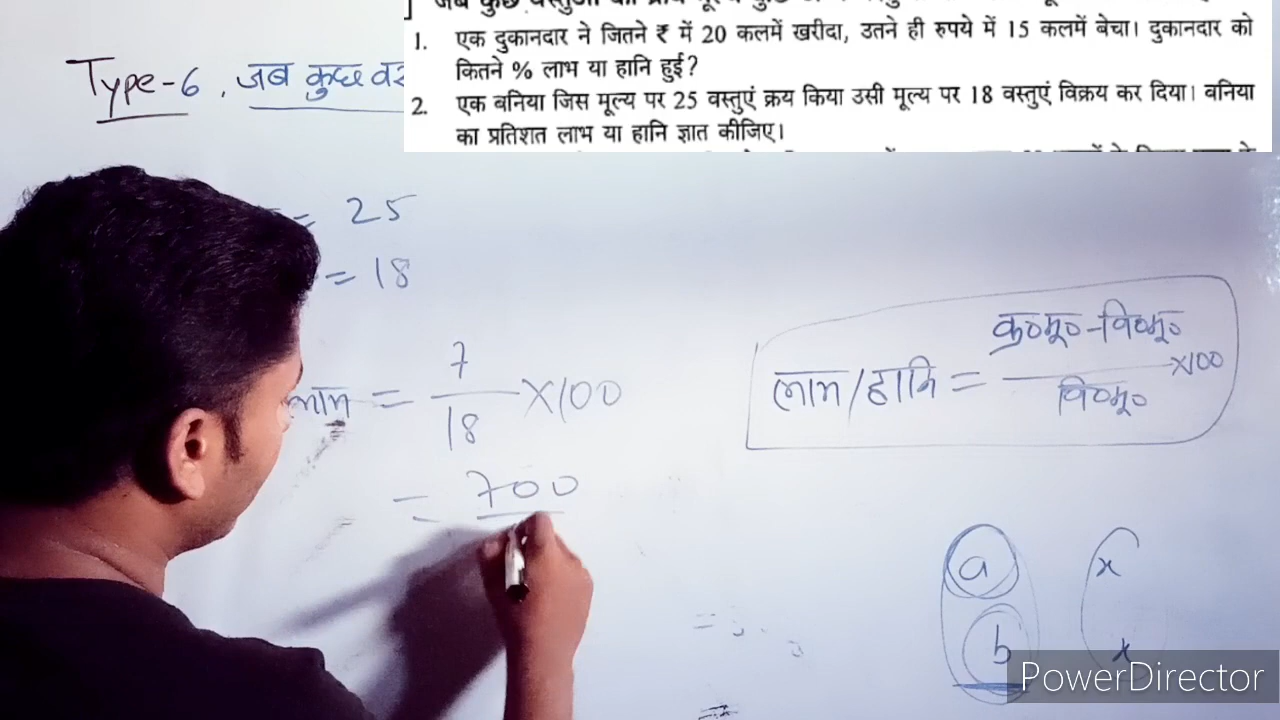 1. एक दुकानदार ने जितने ₹ में 20 कलमें खरीदा, उतने ही रुपये में 15 कलमें बेचा। दुकानदार को
कितने % लाभ या हानि हुई?
2. एक बनिया जिस मूल्य पर 25 वस्तुएं क्रय किया उसी मूल्य पर 18 वस्तुएं विक्रय कर दिया। बनिया
का प्रतिशत लाभ या हानि ज्ञात कीजिए।
Type-6, जब कुछ
= 25
= 18
लाभ = 7/18 ×100
= 700
लाभ/हानि = क्र०मू०-वि०मू०/वि०मू० ×100
a x
b x
PowerDirector